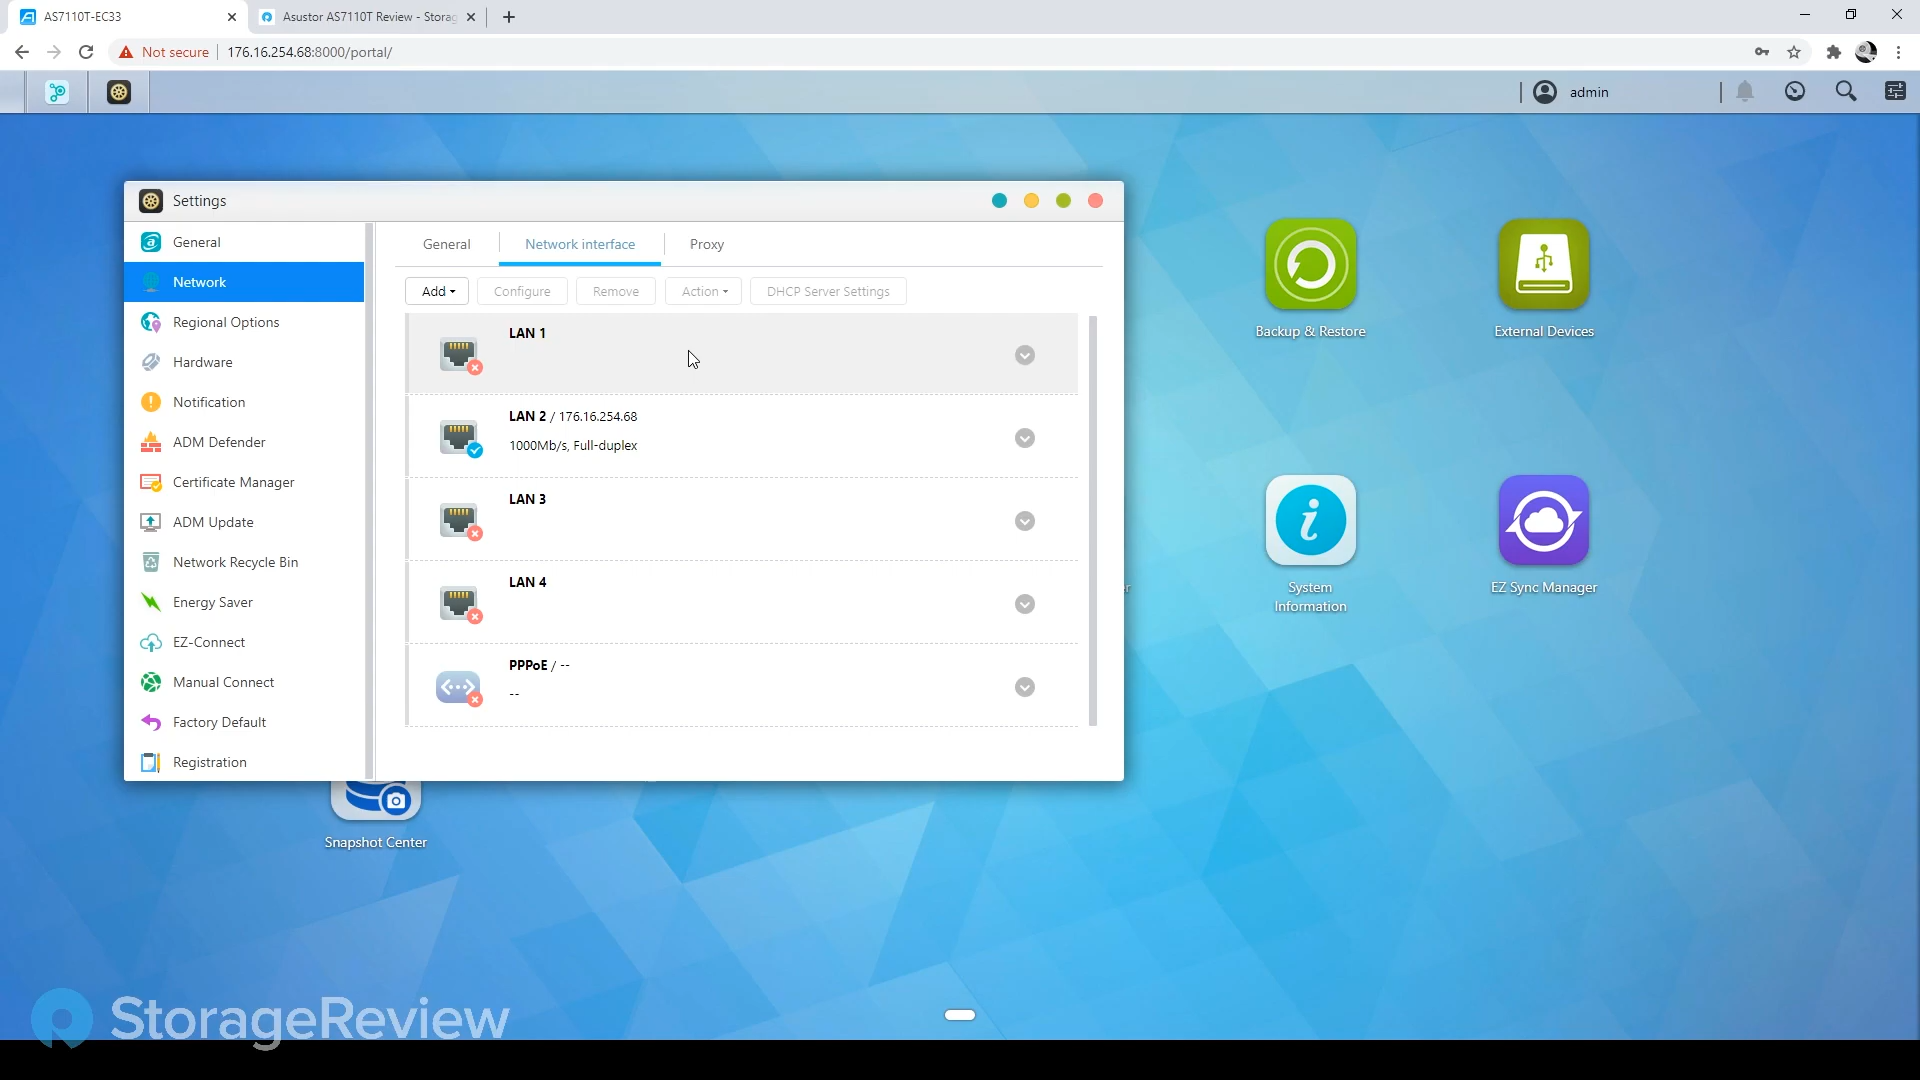 AS7110T-EC33
Asustor AS7110T Review - Storag
Not secure
176.16.254.68:8000/portal/
admin
Settings
General
Network
Regional Options
Hardware
Notification
ADM Defender
Certificate Manager
ADM Update
Network Recycle Bin
Energy Saver
EZ-Connect
Manual Connect
Factory Default
Registration
General
Network interface
Proxy
Add
Configure
Remove
Action
DHCP Server Settings
LAN 1
LAN 2 / 176.16.254.68
1000Mb/s, Full-duplex
LAN 3
LAN 4
PPPoE / --
--
Backup & Restore
External Devices
System
Information
EZ Sync Manager
Snapshot Center
StorageReview